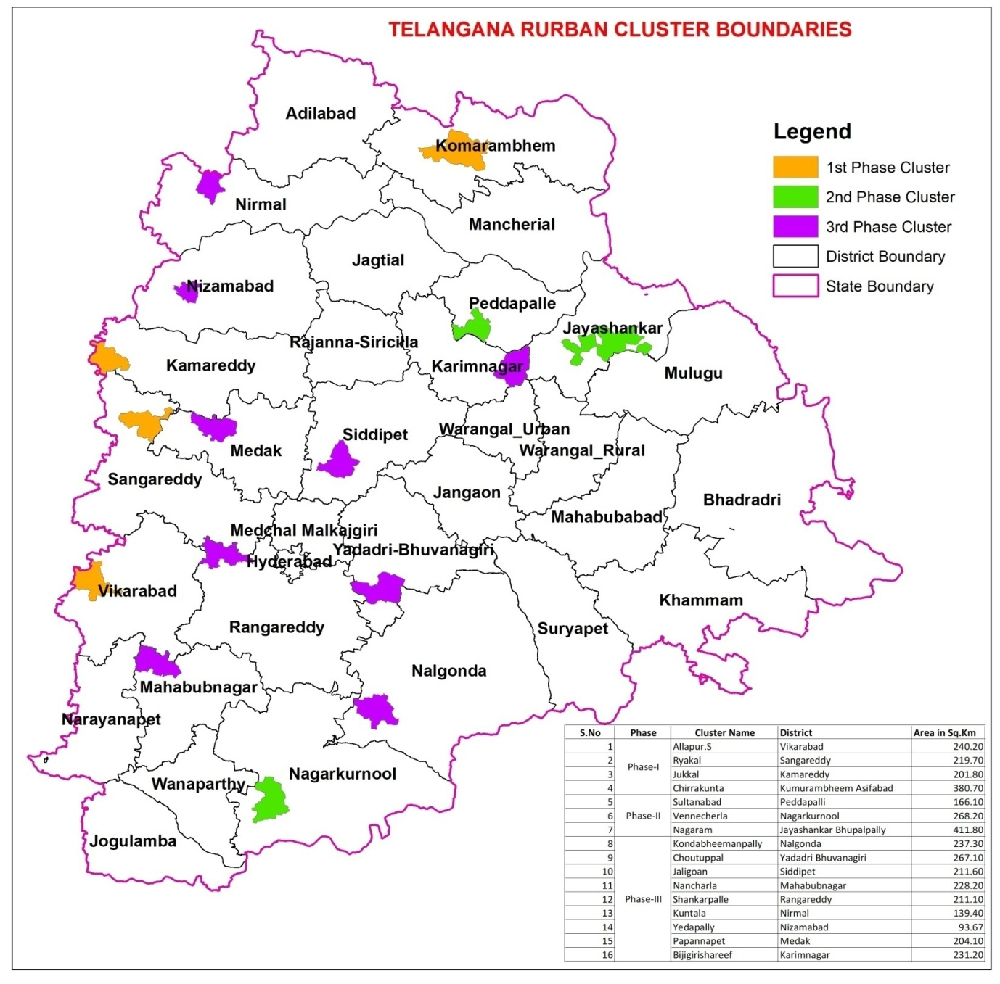 TELANGANA RURBAN CLUSTER BOUNDARIES
Adilabad
Komarambhem
Nirmal
Mancherial
Jagtial
Nizamabad
Peddapalle
Jayashankar
Rajanna-Siricilla
Kamareddy
Karimnagar
Mulugu
Siddipet
Warangal_Urban
Warangal_Rural
Medak
Sangareddy
Jangaon
Bhadradri
Mahabubabad
Medchal Malkajgiri
Yadadri-Bhuvanagiri
Hyderabad
Vikarabad
Khammam
Rangareddy
Suryapet
Nalgonda
Mahabubnagar
Narayanapet
Nagarkurnool
Wanaparthy
Jogulamba
Legend
1st Phase Cluster
2nd Phase Cluster
3rd Phase Cluster
District Boundary
State Boundary
S.No Phase Cluster Name District Area in Sq.Km
1 Allapur.S Vikarabad 240.20
2 Ryakal Sangareddy 219.70
Phase-I
3 Jukkal Kamareddy 201.80
4 Chirrakunta Kumurambheem Asifabad 380.70
5 Sultanabad Peddapalli 166.10
6 Phase-II Vennecherla Nagarkurnool 268.20
7 Nagaram Jayashankar Bhupalpally 411.80
8 Kondabheemanpally Nalgonda 237.30
9 Choutuppal Yadadri Bhuvanagiri 267.10
10 Jaligoan Siddipet 211.60
11 Nancharla Mahabubnagar 228.20
12 Phase-III Shankarpalle Rangareddy 211.10
13 Kuntala Nirmal 139.40
14 Yedapally Nizamabad 93.67
15 Papannapet Medak 204.10
16 Bijigirishareef Karimnagar 231.20